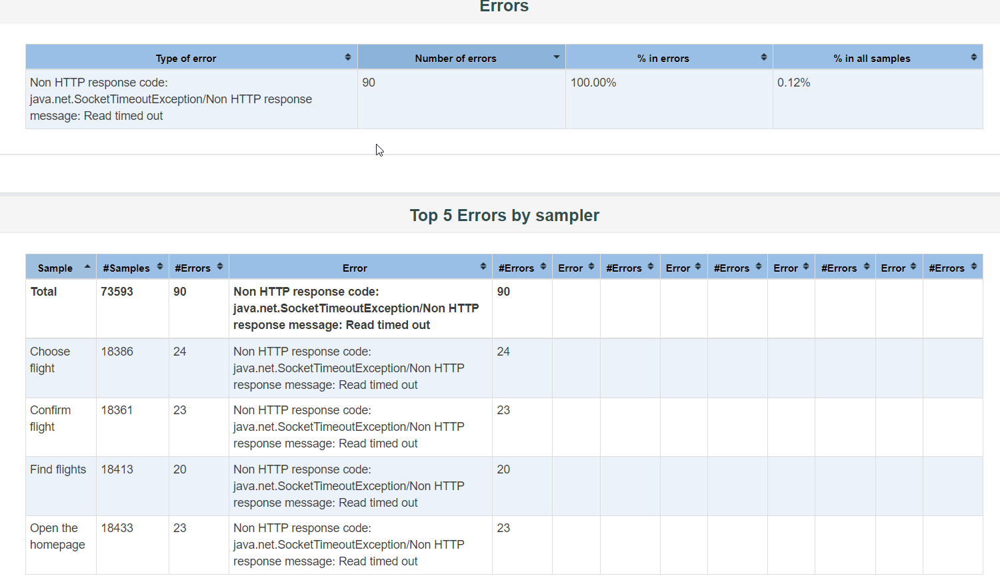 Errors
Type of error Number of errors % in errors % in all samples
Non HTTP response code: 90 100.00% 0.12%
java.net.SocketTimeoutException/Non HTTP response
message: Read timed out
Top 5 Errors by sampler
Sample #Samples #Errors Error #Errors Error #Errors Error #Errors Error #Errors Error #Errors
Total 73593 90 Non HTTP response code: 90
java.net.SocketTimeoutException/Non HTTP
response message: Read timed out
Choose 18386 24 Non HTTP response code: 24
flight java.net.SocketTimeoutException/Non HTTP
response message: Read timed out
Confirm 18361 23 Non HTTP response code: 23
flight java.net.SocketTimeoutException/Non HTTP
response message: Read timed out
Find flights 18413 20 Non HTTP response code: 20
java.net.SocketTimeoutException/Non HTTP
response message: Read timed out
Open the 18433 23 Non HTTP response code: 23
homepage java.net.SocketTimeoutException/Non HTTP
response message: Read timed out